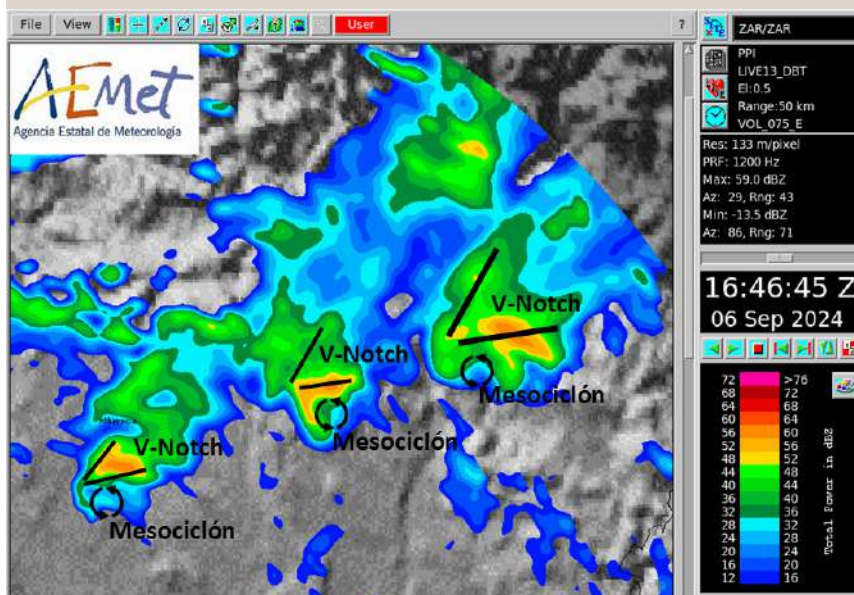 File View User ?
AEMet
Agencia Estatal de Meteorología
ZAR/ZAR
PPI
LIVE13_DBT
El:0.5
Range:50 km
VOL_075_E
Res: 133 m/pixel
PRF: 1200 Hz
Max: 59.0 dBZ
Az: 29, Rng: 43
Min: -13.5 dBZ
Az: 86, Rng: 71
16:46:45 Z
06 Sep 2024
V-Notch
Mesociclón
V-Notch
Mesociclón
V-Notch
Mesociclón
72 >76
68 72
64 68
60 64
56 60
52 56
48 52
44 48
40 44
36 40
32 36
28 32
24 28
20 24
16 20
12 16
Total Power in dBZ